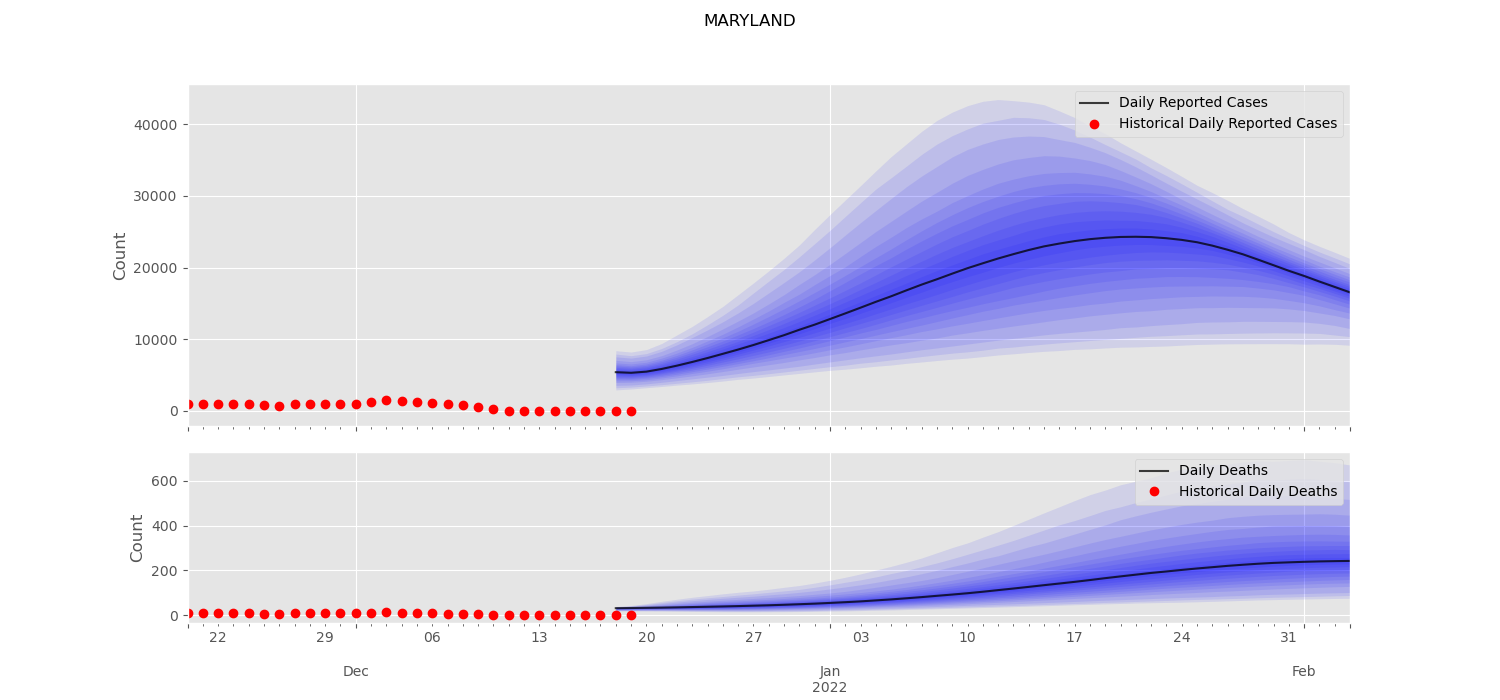 MARYLAND
Daily Reported Cases
Historical Daily Reported Cases
Count
40000
30000
20000
10000
0
Daily Deaths
Historical Daily Deaths
Count
600
400
200
0
22 29 06 13 20 27 03 10 17 24 31
Dec Jan Feb
2022